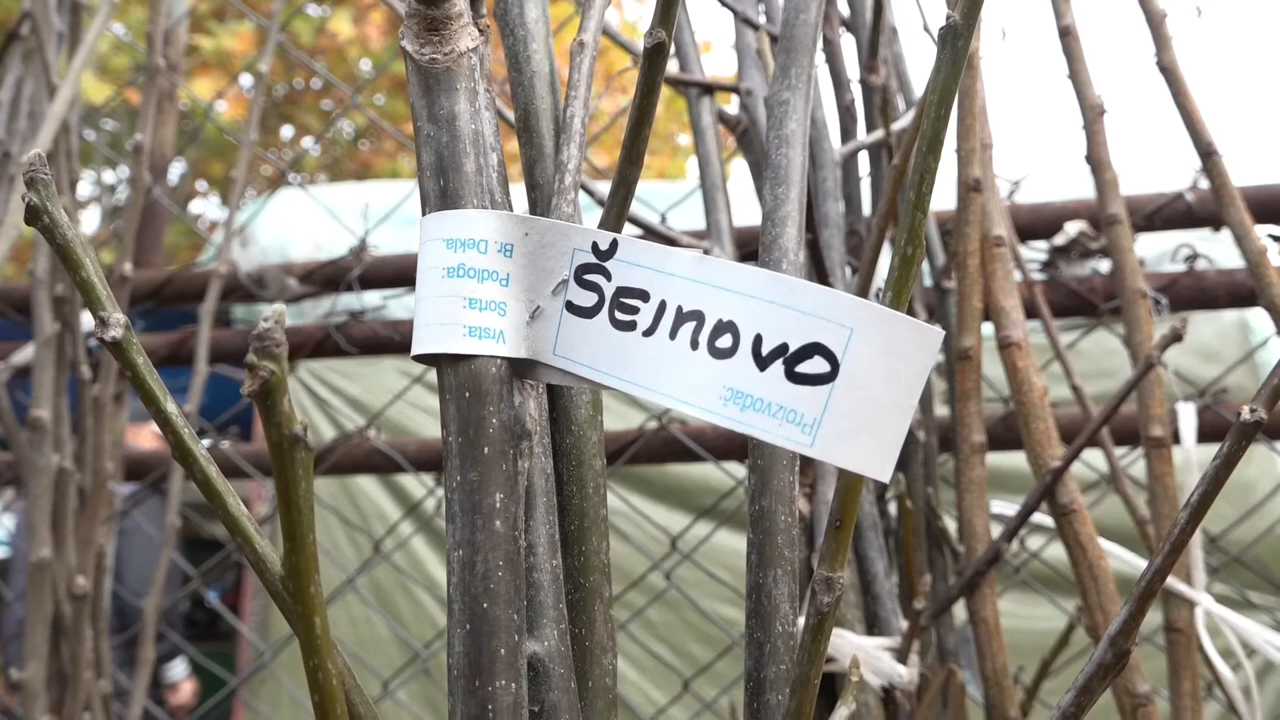 ŠEJNOVO
Proizvođač:
Vrsta:
Sorta:
Podloga:
Br. Dekla.